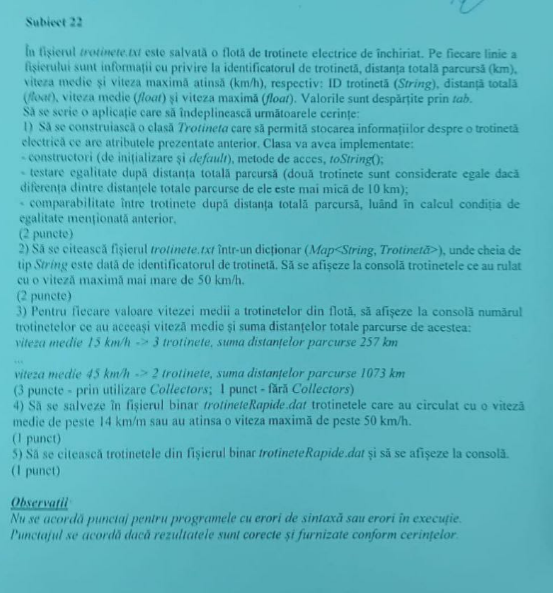 Subiect 22
În fișierul trotinete.txt este salvată o flotă de trotinete electrice de închiriat. Pe fiecare linie a
fișierului sunt informații cu privire la identificatorul de trotinetă, distanța totală parcursă (km),
viteza medie și viteza maximă atinsă (km/h), respectiv: ID trotinetă (String), distanță totală
(float), viteza medie (float) și viteza maximă (float). Valorile sunt despărțite prin tab.
Să se scrie o aplicație care să îndeplinească următoarele cerințe:
1) Să se construiască o clasă Trotineta care să permită stocarea informațiilor despre o trotinetă
electrică ce are atributele prezentate anterior. Clasa va avea implementate:
- constructori (de inițializare și default), metode de acces, toString();
- testare egalitate după distanța totală parcursă (două trotinete sunt considerate egale dacă
diferența dintre distanțele totale parcurse de ele este mai mică de 10 km);
- comparabilitate între trotinete după distanța totală parcursă, luând în calcul condiția de
egalitate menționată anterior.
(2 puncte)
2) Să se citească fișierul trotinete.txt într-un dicționar (Map<String, Trotinetă>), unde cheia de
tip String este dată de identificatorul de trotinetă. Să se afișeze la consolă trotinetele ce au rulat
cu o viteză maximă mai mare de 50 km/h.
(2 puncte)
3) Pentru fiecare valoare vitezei medii a trotinetelor din flotă, să afișeze la consolă numărul
trotinetelor ce au aceeași viteză medie și suma distanțelor totale parcurse de acestea:
viteza medie 15 km/h -> 3 trotinete, suma distanțelor parcurse 257 km
...
viteza medie 45 km/h -> 2 trotinete, suma distanțelor parcurse 1073 km
(3 puncte - prin utilizare Collectors; 1 punct - fără Collectors)
4) Să se salveze în fișierul binar trotineteRapide.dat trotinetele care au circulat cu o viteză
medie de peste 14 km/m sau au atinsa o viteza maximă de peste 50 km/h.
(1 punct)
5) Să se citească trotinetele din fișierul binar trotineteRapide.dat și să se afișeze la consolă.
(1 punct)
Observații
Nu se acordă punctaj pentru programele cu erori de sintaxă sau erori în execuție.
Punctajul se acordă dacă rezultatele sunt corecte și furnizate conform cerințelor.